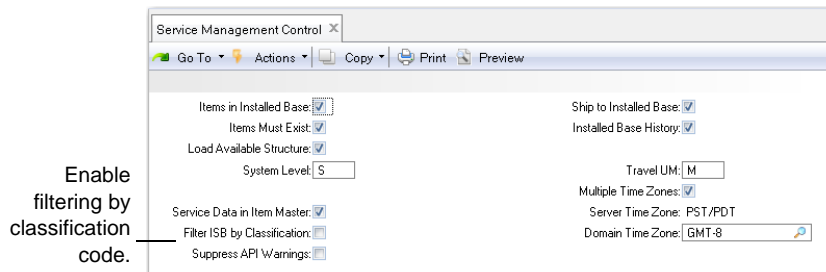 Service Management Control
Go To Actions Copy Print Preview
Items in Installed Base: Ship to Installed Base:
Items Must Exist: Installed Base History:
Load Available Structure:
System Level: S Travel UM: M
Multiple Time Zones:
Service Data in Item Master: Server Time Zone: PST/PDT
Filter ISB by Classification: Domain Time Zone: GMT-8
Suppress API Warnings:
Enable
filtering by
classification
code.